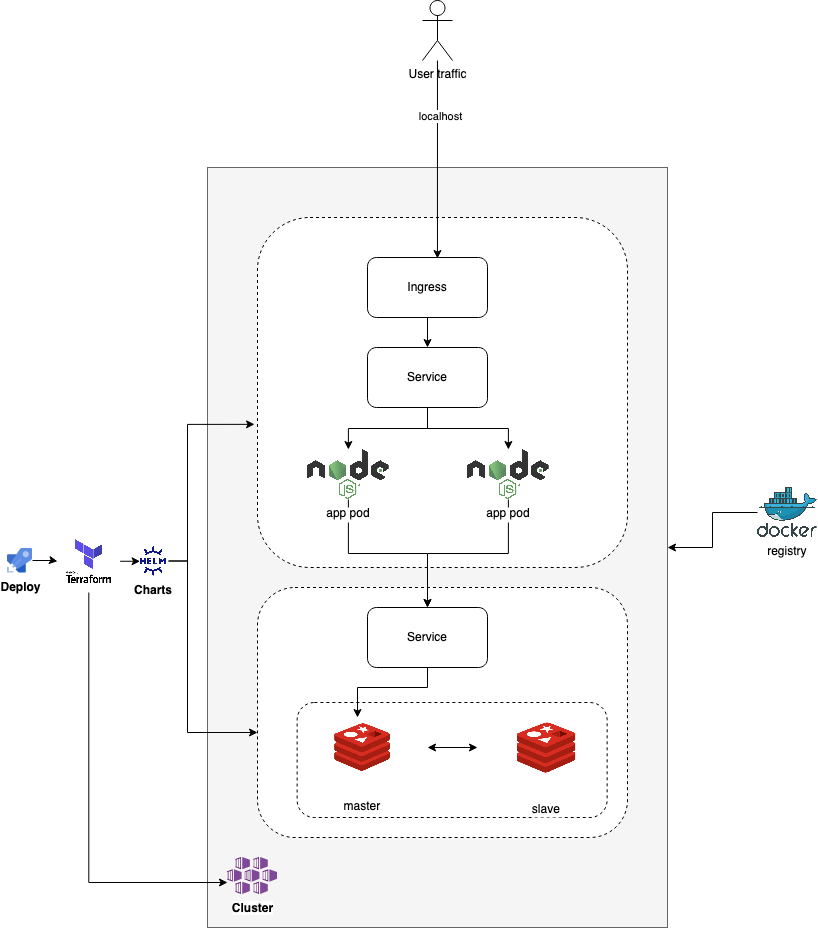 User traffic
localhost
Ingress
Service
node
JS
app pod
node
JS
app pod
docker
registry
Deploy
Terraform
HELM
Charts
Service
master
slave
Cluster